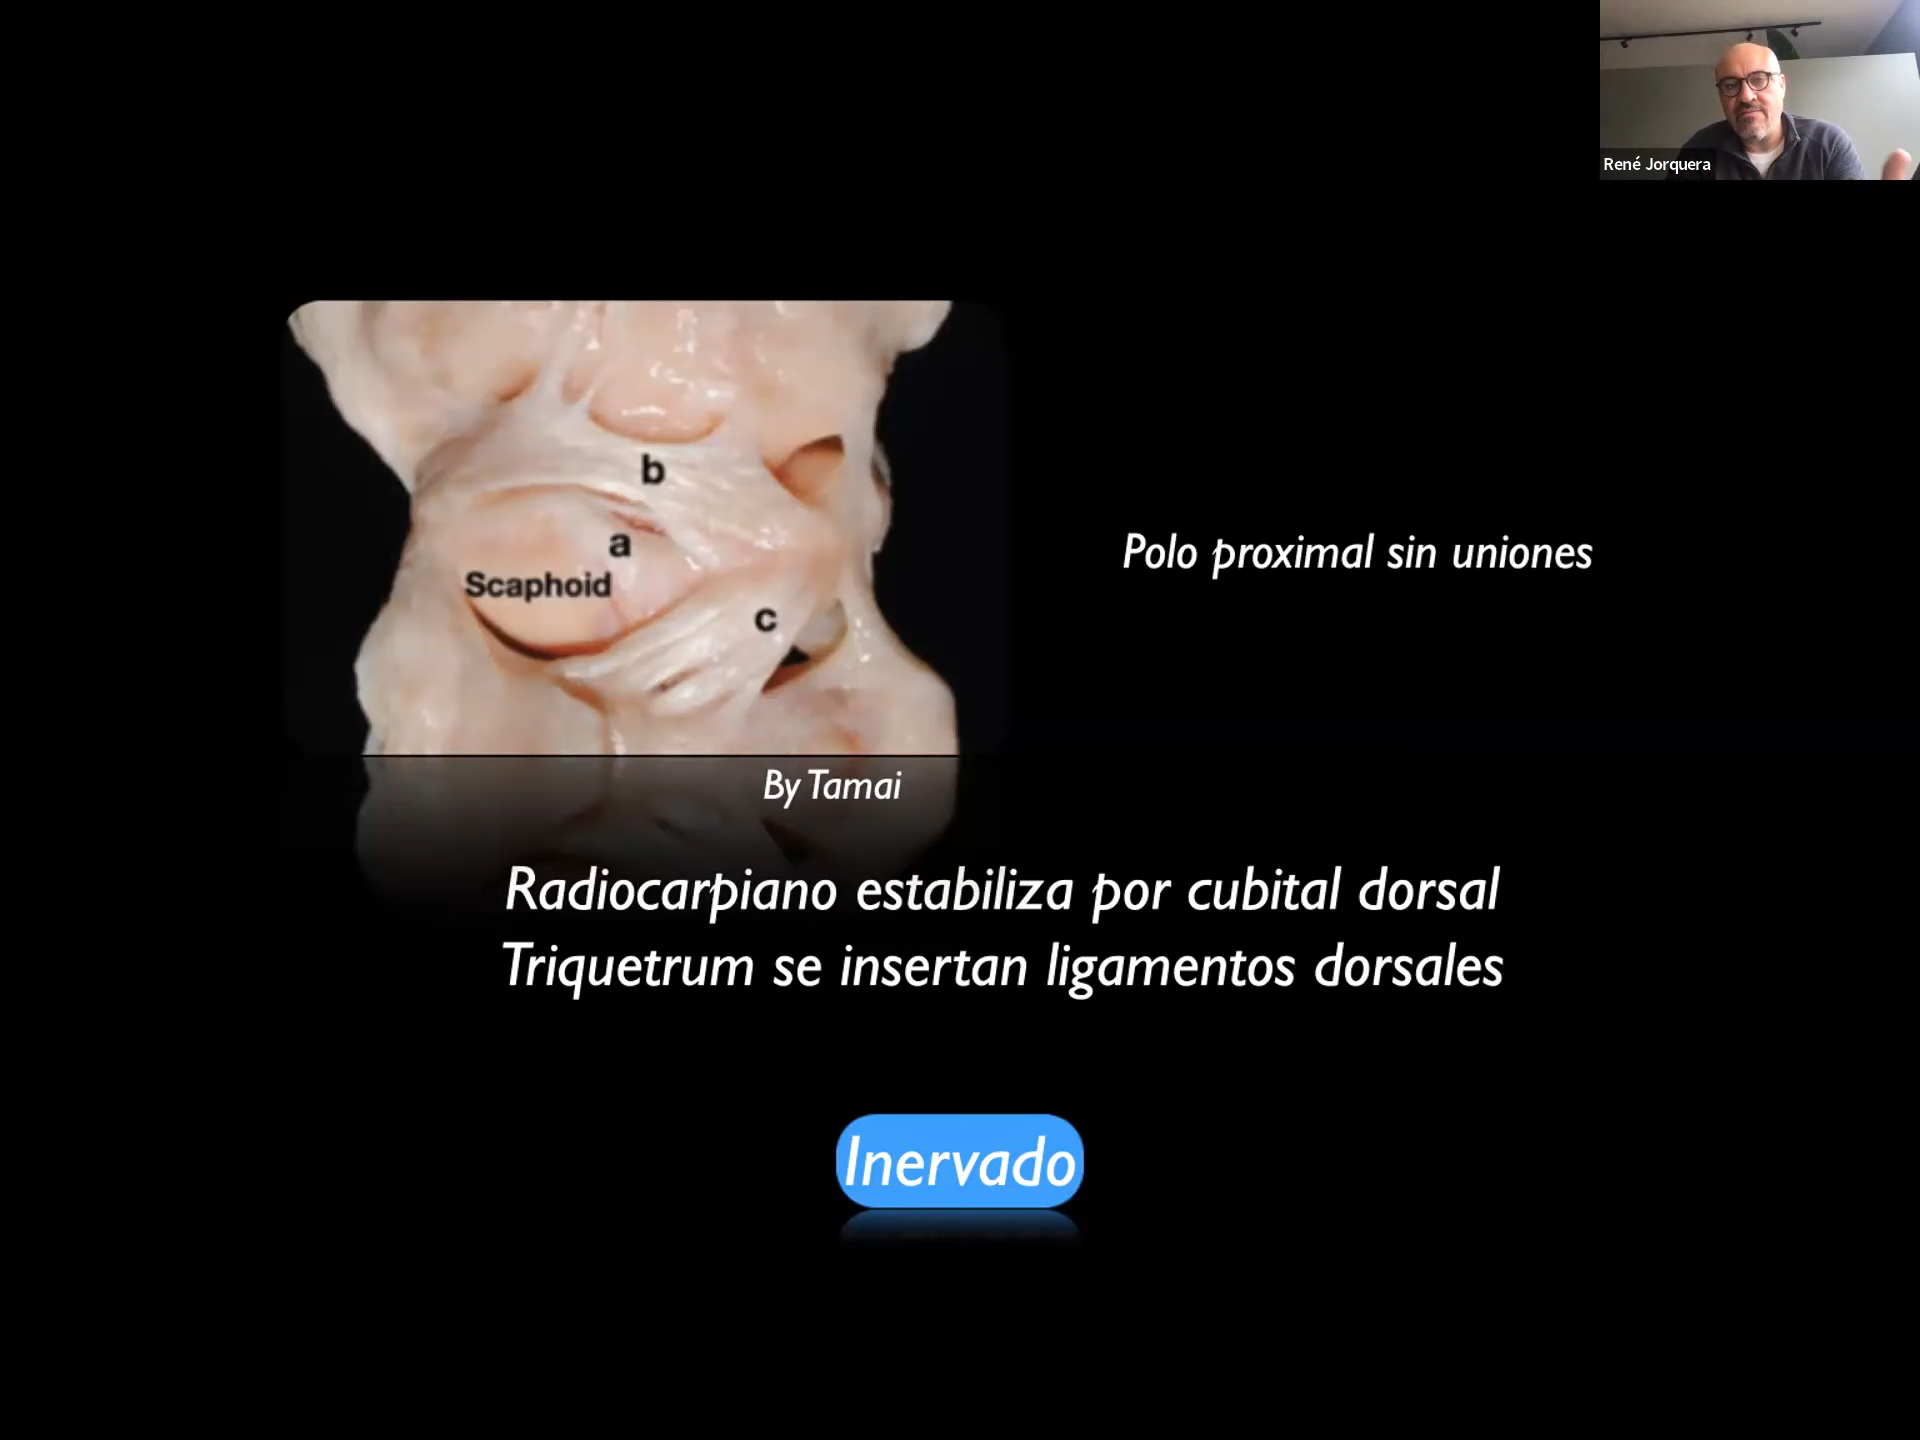 René Jorquera
b
a
Scaphoid
c
Polo proximal sin uniones
By Tamai
Radiocarpiano estabiliza por cubital dorsal
Triquetrum se insertan ligamentos dorsales
Inervado